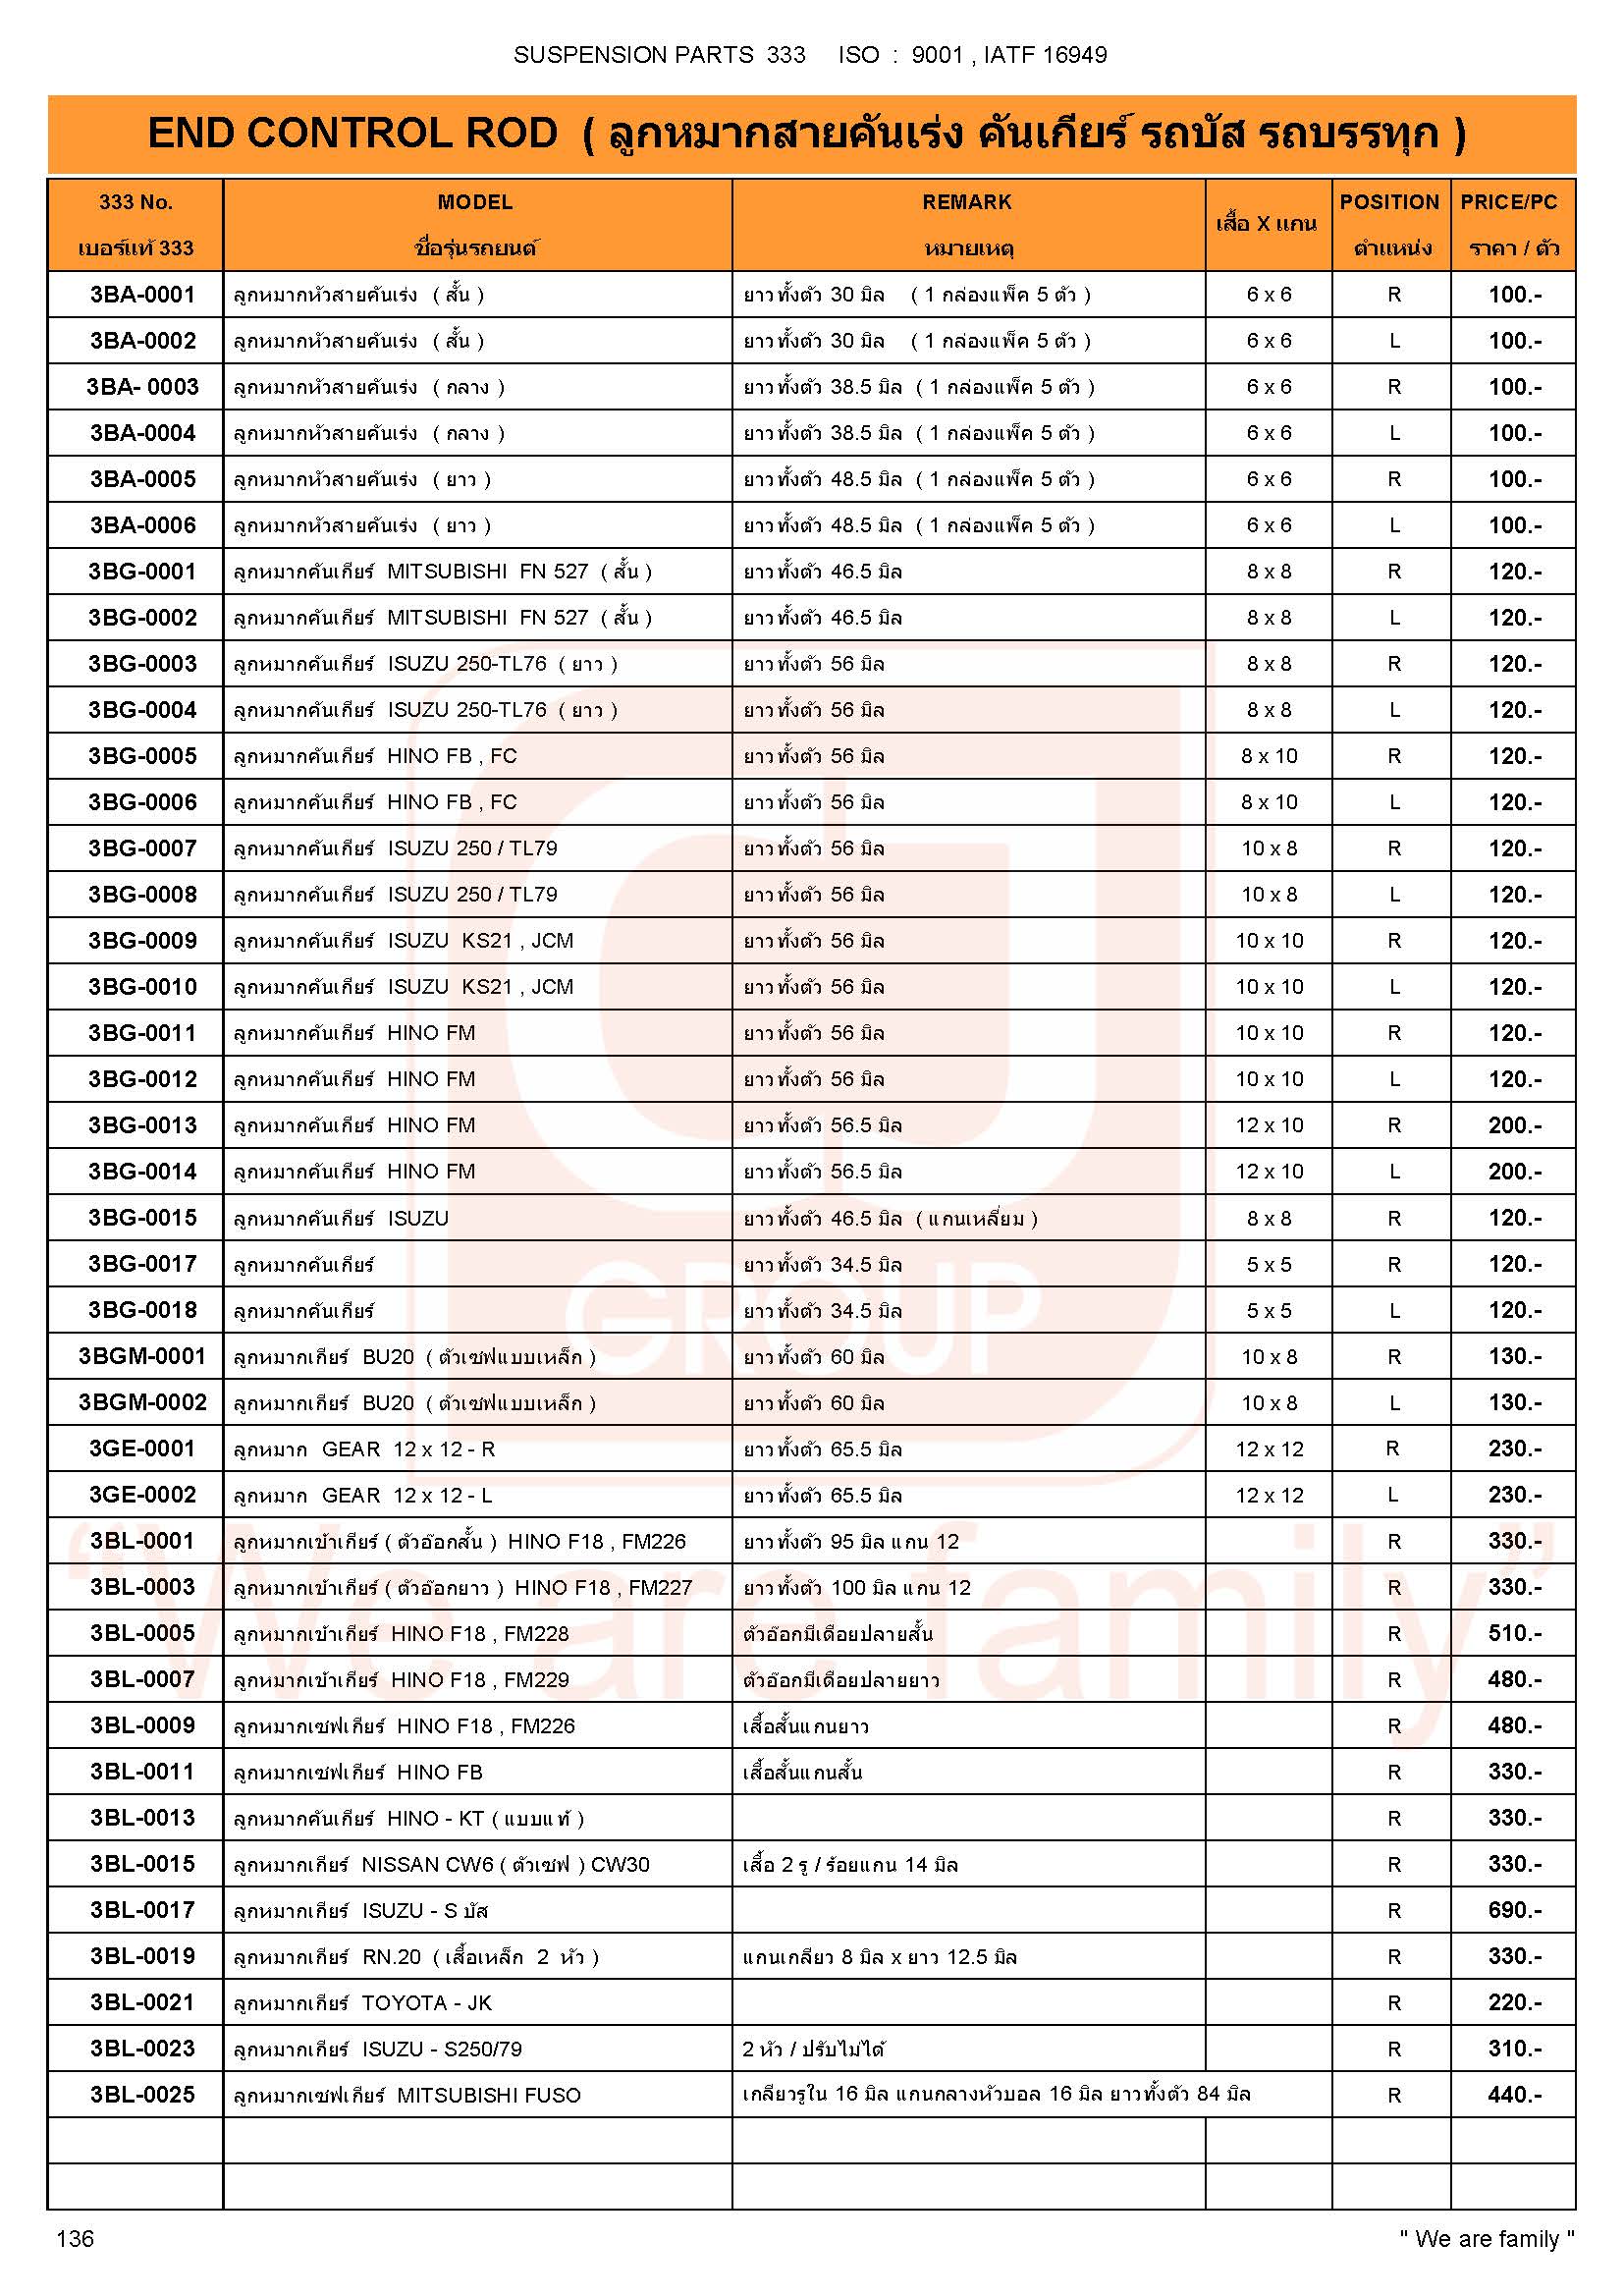 SUSPENSION PARTS 333 ISO : 9001 , IATF 16949
END CONTROL ROD ( ลูกหมากสายคันเร่ง คันเกียร์ รถบัส รถบรรทุก )
333 No. MODEL REMARK เสื้อ X แกน POSITION PRICE/PC
เบอร์แท้ 333 ชื่อรุ่นรถยนต์ หมายเหตุ ตำแหน่ง ราคา / ตัว
3BA-0001 ลูกหมากหัวสายคันเร่ง ( สั้น ) ยาวทั้งตัว 30 มิล ( 1 กล่องแพ็ค 5 ตัว ) 6 x 6 R 100.-
3BA-0002 ลูกหมากหัวสายคันเร่ง ( สั้น ) ยาวทั้งตัว 30 มิล ( 1 กล่องแพ็ค 5 ตัว ) 6 x 6 L 100.-
3BA- 0003 ลูกหมากหัวสายคันเร่ง ( กลาง ) ยาวทั้งตัว 38.5 มิล ( 1 กล่องแพ็ค 5 ตัว ) 6 x 6 R 100.-
3BA-0004 ลูกหมากหัวสายคันเร่ง ( กลาง ) ยาวทั้งตัว 38.5 มิล ( 1 กล่องแพ็ค 5 ตัว ) 6 x 6 L 100.-
3BA-0005 ลูกหมากหัวสายคันเร่ง ( ยาว ) ยาวทั้งตัว 48.5 มิล ( 1 กล่องแพ็ค 5 ตัว ) 6 x 6 R 100.-
3BA-0006 ลูกหมากหัวสายคันเร่ง ( ยาว ) ยาวทั้งตัว 48.5 มิล ( 1 กล่องแพ็ค 5 ตัว ) 6 x 6 L 100.-
3BG-0001 ลูกหมากคันเกียร์ MITSUBISHI FN 527 ( สั้น ) ยาวทั้งตัว 46.5 มิล 8 x 8 R 120.-
3BG-0002 ลูกหมากคันเกียร์ MITSUBISHI FN 527 ( สั้น ) ยาวทั้งตัว 46.5 มิล 8 x 8 L 120.-
3BG-0003 ลูกหมากคันเกียร์ ISUZU 250-TL76 ( ยาว ) ยาวทั้งตัว 56 มิล 8 x 8 R 120.-
3BG-0004 ลูกหมากคันเกียร์ ISUZU 250-TL76 ( ยาว ) ยาวทั้งตัว 56 มิล 8 x 8 L 120.-
3BG-0005 ลูกหมากคันเกียร์ HINO FB , FC ยาวทั้งตัว 56 มิล 8 x 10 R 120.-
3BG-0006 ลูกหมากคันเกียร์ HINO FB , FC ยาวทั้งตัว 56 มิล 8 x 10 L 120.-
3BG-0007 ลูกหมากคันเกียร์ ISUZU 250 / TL79 ยาวทั้งตัว 56 มิล 10 x 8 R 120.-
3BG-0008 ลูกหมากคันเกียร์ ISUZU 250 / TL79 ยาวทั้งตัว 56 มิล 10 x 8 L 120.-
3BG-0009 ลูกหมากคันเกียร์ ISUZU KS21 , JCM ยาวทั้งตัว 56 มิล 10 x 10 R 120.-
3BG-0010 ลูกหมากคันเกียร์ ISUZU KS21 , JCM ยาวทั้งตัว 56 มิล 10 x 10 L 120.-
3BG-0011 ลูกหมากคันเกียร์ HINO FM ยาวทั้งตัว 56 มิล 10 x 10 R 120.-
3BG-0012 ลูกหมากคันเกียร์ HINO FM ยาวทั้งตัว 56 มิล 10 x 10 L 120.-
3BG-0013 ลูกหมากคันเกียร์ HINO FM ยาวทั้งตัว 56.5 มิล 12 x 10 R 200.-
3BG-0014 ลูกหมากคันเกียร์ HINO FM ยาวทั้งตัว 56.5 มิล 12 x 10 L 200.-
3BG-0015 ลูกหมากคันเกียร์ ISUZU ยาวทั้งตัว 46.5 มิล ( แกนเหลี่ยม ) 8 x 8 R 120.-
3BG-0017 ลูกหมากคันเกียร์ ยาวทั้งตัว 34.5 มิล 5 x 5 R 120.-
3BG-0018 ลูกหมากคันเกียร์ ยาวทั้งตัว 34.5 มิล 5 x 5 L 120.-
3BGM-0001 ลูกหมากเกียร์ BU20 ( ตัวเซฟแบบเหล็ก ) ยาวทั้งตัว 60 มิล 10 x 8 R 130.-
3BGM-0002 ลูกหมากเกียร์ BU20 ( ตัวเซฟแบบเหล็ก ) ยาวทั้งตัว 60 มิล 10 x 8 L 130.-
3GE-0001 ลูกหมาก GEAR 12 x 12 - R ยาวทั้งตัว 65.5 มิล 12 x 12 R 230.-
3GE-0002 ลูกหมาก GEAR 12 x 12 - L ยาวทั้งตัว 65.5 มิล 12 x 12 L 230.-
3BL-0001 ลูกหมากเข้าเกียร์ ( ตัวอ๊อกสั้น ) HINO F18 , FM226 ยาวทั้งตัว 95 มิล แกน 12 R 330.-
3BL-0003 ลูกหมากเข้าเกียร์ ( ตัวอ๊อกยาว ) HINO F18 , FM227 ยาวทั้งตัว 100 มิล แกน 12 R 330.-
3BL-0005 ลูกหมากเข้าเกียร์ HINO F18 , FM228 ตัวอ๊อกมีเดือยปลายสั้น R 510.-
3BL-0007 ลูกหมากเข้าเกียร์ HINO F18 , FM229 ตัวอ๊อกมีเดือยปลายยาว R 480.-
3BL-0009 ลูกหมากเซฟเกียร์ HINO F18 , FM226 เสื้อสั้นแกนยาว R 480.-
3BL-0011 ลูกหมากเซฟเกียร์ HINO FB เสื้อสั้นแกนสั้น R 330.-
3BL-0013 ลูกหมากคันเกียร์ HINO - KT ( แบบแท้ ) R 330.-
3BL-0015 ลูกหมากเกียร์ NISSAN CW6 ( ตัวเซฟ ) CW30 เสื้อ 2 รู / ร้อยแกน 14 มิล R 330.-
3BL-0017 ลูกหมากเกียร์ ISUZU - S บัส R 690.-
3BL-0019 ลูกหมากเกียร์ RN.20 ( เสื้อเหล็ก 2 หัว ) แกนเกลียว 8 มิล x ยาว 12.5 มิล R 330.-
3BL-0021 ลูกหมากเกียร์ TOYOTA - JK R 220.-
3BL-0023 ลูกหมากเกียร์ ISUZU - S250/79 2 หัว / ปรับไม่ได้ R 310.-
3BL-0025 ลูกหมากเซฟเกียร์ MITSUBISHI FUSO เกลียวรูใน 16 มิล แกนกลางหัวบอล 16 มิล ยาวทั้งตัว 84 มิล R 440.-
CJ
GROUP
“We are family”
136 " We are family "